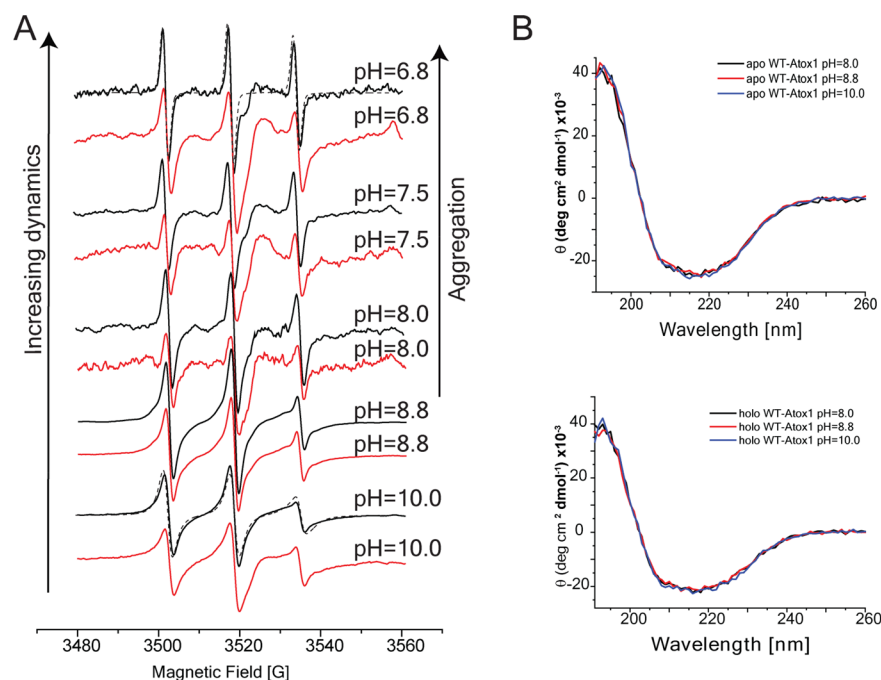 A
Increasing dynamics
Aggregation
pH=6.8
pH=6.8
pH=7.5
pH=7.5
pH=8.0
pH=8.0
pH=8.8
pH=8.8
pH=10.0
pH=10.0
3480 3500 3520 3540 3560
Magnetic Field [G]
B
apo WT-Atox1 pH=8.0
apo WT-Atox1 pH=8.8
apo WT-Atox1 pH=10.0
θ (deg cm² dmol⁻¹) x10⁻³
40
20
0
-20
200 220 240 260
Wavelength [nm]
holo WT-Atox1 pH=8.0
holo WT-Atox1 pH=8.8
holo WT-Atox1 pH=10.0
θ (deg cm² dmol⁻¹) x10⁻³
40
20
0
-20
200 220 240 260
Wavelength [nm]